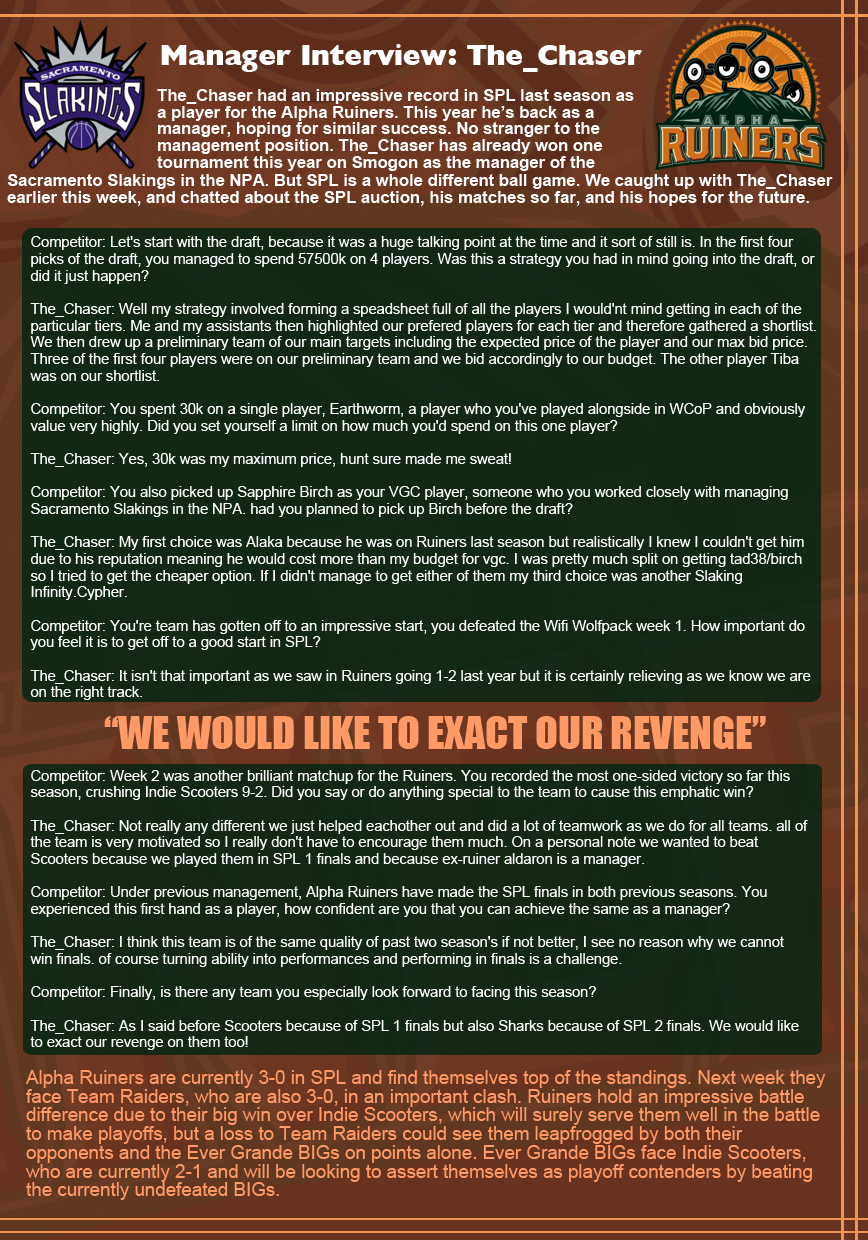 SACRAMENTO
SLAKINGS
Manager Interview: The_Chaser
ALPHA
RUINERS
The_Chaser had an impressive record in SPL last season as
a player for the Alpha Ruiners. This year he's back as a
manager, hoping for similar success. No stranger to the
management position. The_Chaser has already won one
tournament this year on Smogon as the manager of the
Sacramento Slakings in the NPA. But SPL is a whole different ball game. We caught up with The_Chaser
earlier this week, and chatted about the SPL auction, his matches so far, and his hopes for the future.
Competitor: Let's start with the draft, because it was a huge talking point at the time and it sort of still is. In the first four
picks of the draft, you managed to spend 57500k on 4 players. Was this a strategy you had in mind going into the draft, or
did it just happen?
The_Chaser: Well my strategy involved forming a speadsheet full of all the players I would'nt mind getting in each of the
particular tiers. Me and my assistants then highlighted our prefered players for each tier and therefore gathered a shortlist.
We then drew up a preliminary team of our main targets including the expected price of the player and our max bid price.
Three of the first four players were on our preliminary team and we bid accordingly to our budget. The other player Tiba
was on our shortlist.
Competitor: You spent 30k on a single player, Earthworm, a player who you've played alongside in WCoP and obviously
value very highly. Did you set yourself a limit on how much you'd spend on this one player?
The_Chaser: Yes, 30k was my maximum price, hunt sure made me sweat!
Competitor: You also picked up Sapphire Birch as your VGC player, someone who you worked closely with managing
Sacramento Slakings in the NPA. had you planned to pick up Birch before the draft?
The_Chaser: My first choice was Alaka because he was on Ruiners last season but realistically I knew I couldn't get him
due to his reputation meaning he would cost more than my budget for vgc. I was pretty much split on getting tad38/birch
so I tried to get the cheaper option. If I didn't manage to get either of them my third choice was another Slaking
Infinity.Cypher.
Competitor: You're team has gotten off to an impressive start, you defeated the Wifi Wolfpack week 1. How important do
you feel it is to get off to a good start in SPL?
The_Chaser: It isn't that important as we saw in Ruiners going 1-2 last year but it is certainly relieving as we know we are
on the right track.
“WE WOULD LIKE TO EXACT OUR REVENGE”
Competitor: Week 2 was another brilliant matchup for the Ruiners. You recorded the most one-sided victory so far this
season, crushing Indie Scooters 9-2. Did you say or do anything special to the team to cause this emphatic win?
The_Chaser: Not really any different we just helped eachother out and did a lot of teamwork as we do for all teams. all of
the team is very motivated so I really don't have to encourage them much. On a personal note we wanted to beat
Scooters because we played them in SPL 1 finals and because ex-ruiner aldaron is a manager.
Competitor: Under previous management, Alpha Ruiners have made the SPL finals in both previous seasons. You
experienced this first hand as a player, how confident are you that you can achieve the same as a manager?
The_Chaser: I think this team is of the same quality of past two season's if not better, I see no reason why we cannot
win finals. of course turning ability into performances and performing in finals is a challenge.
Competitor: Finally, is there any team you especially look forward to facing this season?
The_Chaser: As I said before Scooters because of SPL 1 finals but also Sharks because of SPL 2 finals. We would like
to exact our revenge on them too!
Alpha Ruiners are currently 3-0 in SPL and find themselves top of the standings. Next week they
face Team Raiders, who are also 3-0, in an important clash. Ruiners hold an impressive battle
difference due to their big win over Indie Scooters, which will surely serve them well in the battle
to make playoffs, but a loss to Team Raiders could see them leapfrogged by both their
opponents and the Ever Grande BIGs on points alone. Ever Grande BIGs face Indie Scooters,
who are currently 2-1 and will be looking to assert themselves as playoff contenders by beating
the currently undefeated BIGs.